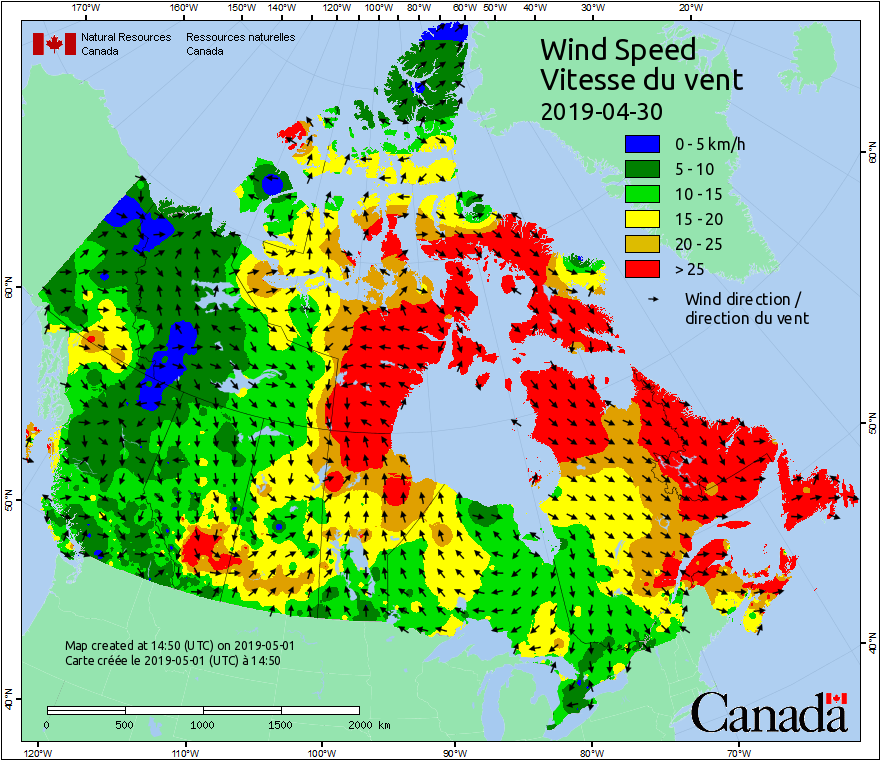 170°W 160°W 150°W 140°W 120°W 110°W 100°W 80°W 60°W 50°W 40°W 30°W 20°W
Natural Resources Ressources naturelles
Canada Canada
Wind Speed
Vitesse du vent
2019-04-30
0 - 5 km/h
5 - 10
10 - 15
15 - 20
20 - 25
> 25
Wind direction /
direction du vent
60°N
50°N
40°N
60°N
50°N
40°N
Map created at 14:50 (UTC) on 2019-05-01
Carte créée le 2019-05-01 (UTC) à 14:50
0 500 1000 1500 2000 km
Canada
120°W 110°W 100°W 90°W 80°W 70°W